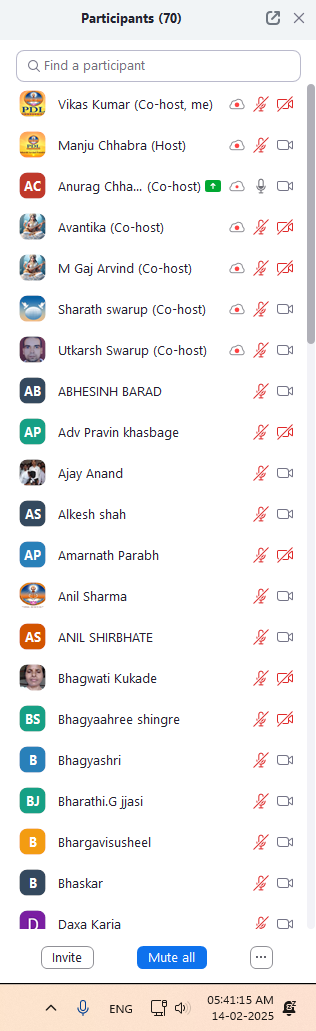 Participants (70)
Find a participant
PDL
Vikas Kumar (Co-host, me)
PDL
Manju Chhabra (Host)
AC
Anurag Chha... (Co-host)
Avantika (Co-host)
M Gaj Arvind (Co-host)
Sharath swarup (Co-host)
Utkarsh Swarup (Co-host)
AB
ABHESINH BARAD
AP
Adv Pravin khasbage
Ajay Anand
AS
Alkesh shah
AP
Amarnath Parabh
Anil Sharma
AS
ANIL SHIRBHATE
Bhagwati Kukade
BS
Bhagyaahree shingre
B
Bhagyashri
BJ
Bharathi.G jjasi
B
Bhargavisusheel
B
Bhaskar
D
Daxa Karia
Invite
Mute all
ENG
05:41:15 AM
14-02-2025